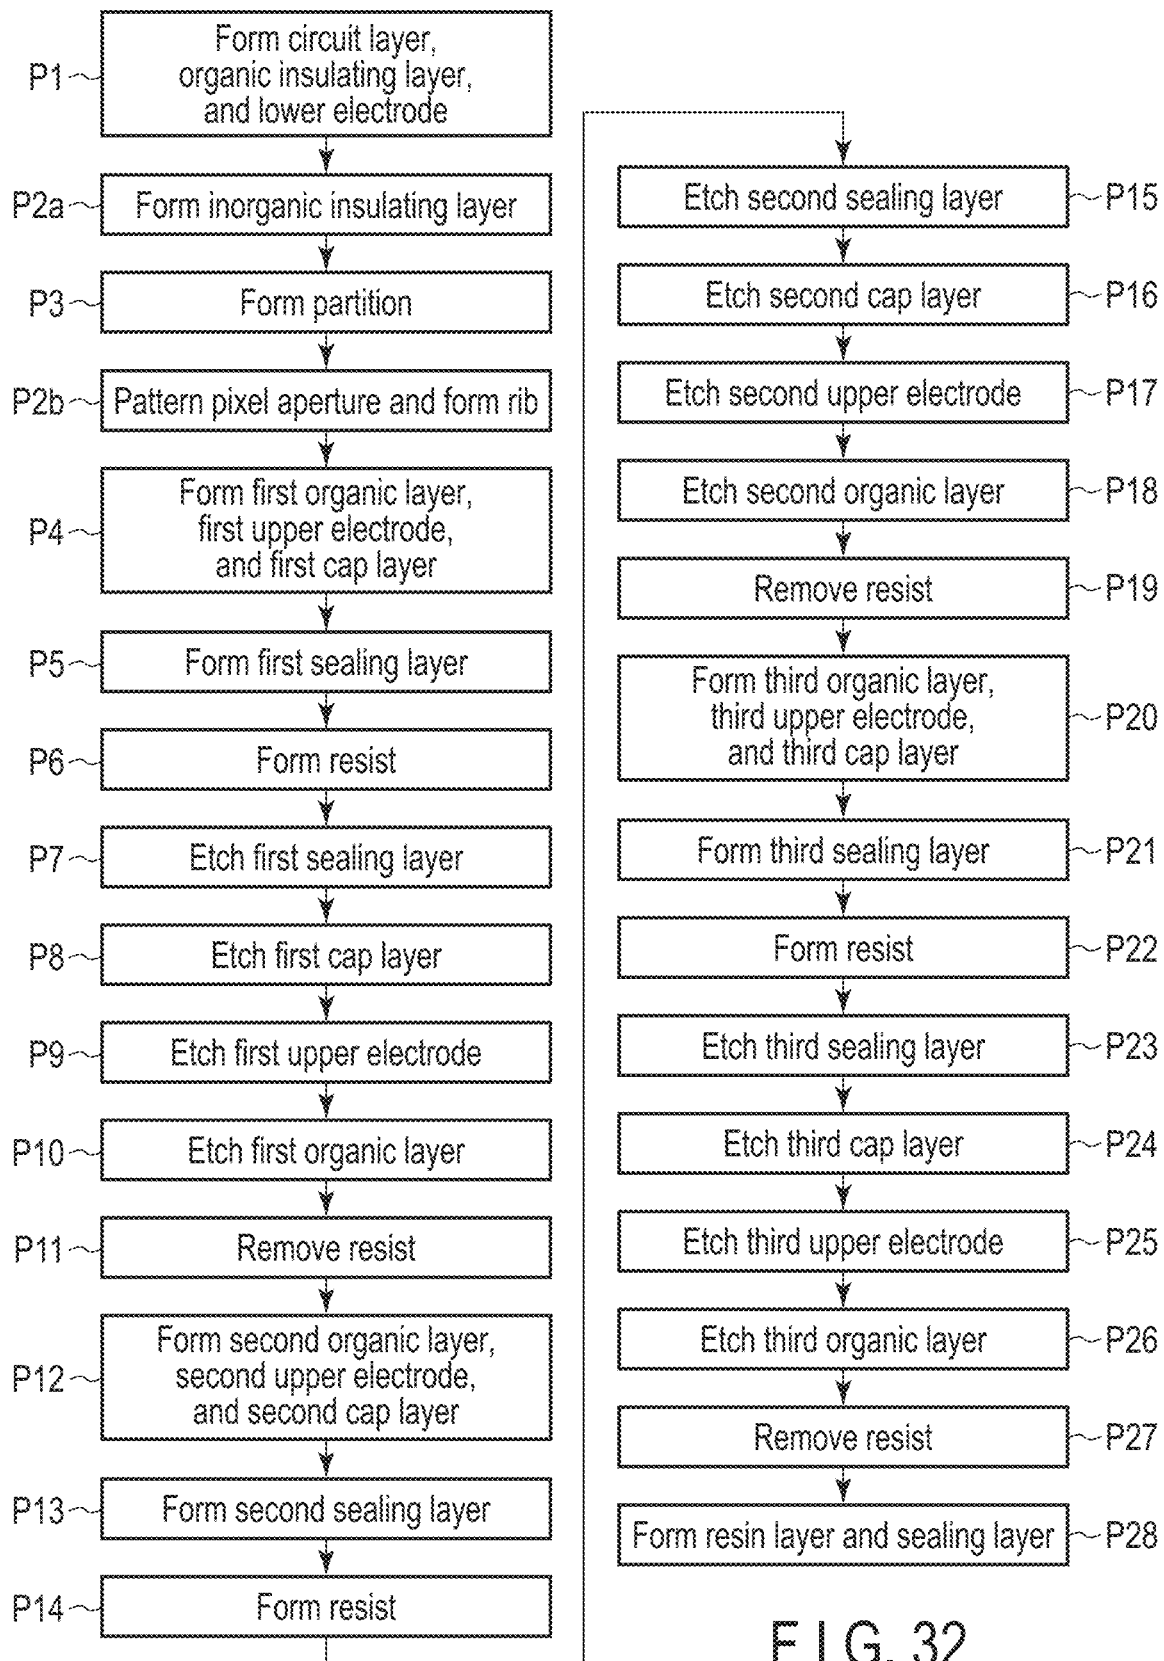 P1
Form circuit layer,
organic insulating layer,
and lower electrode
P2a
Form inorganic insulating layer
P3
Form partition
P2b
Pattern pixel aperture and form rib
P4
Form first organic layer,
first upper electrode,
and first cap layer
P5
Form first sealing layer
P6
Form resist
P7
Etch first sealing layer
P8
Etch first cap layer
P9
Etch first upper electrode
P10
Etch first organic layer
P11
Remove resist
P12
Form second organic layer,
second upper electrode,
and second cap layer
P13
Form second sealing layer
P14
Form resist
Etch second sealing layer
P15
Etch second cap layer
P16
Etch second upper electrode
P17
Etch second organic layer
P18
Remove resist
P19
Form third organic layer,
third upper electrode,
and third cap layer
P20
Form third sealing layer
P21
Form resist
P22
Etch third sealing layer
P23
Etch third cap layer
P24
Etch third upper electrode
P25
Etch third organic layer
P26
Remove resist
P27
Form resin layer and sealing layer
P28
FIG. 32